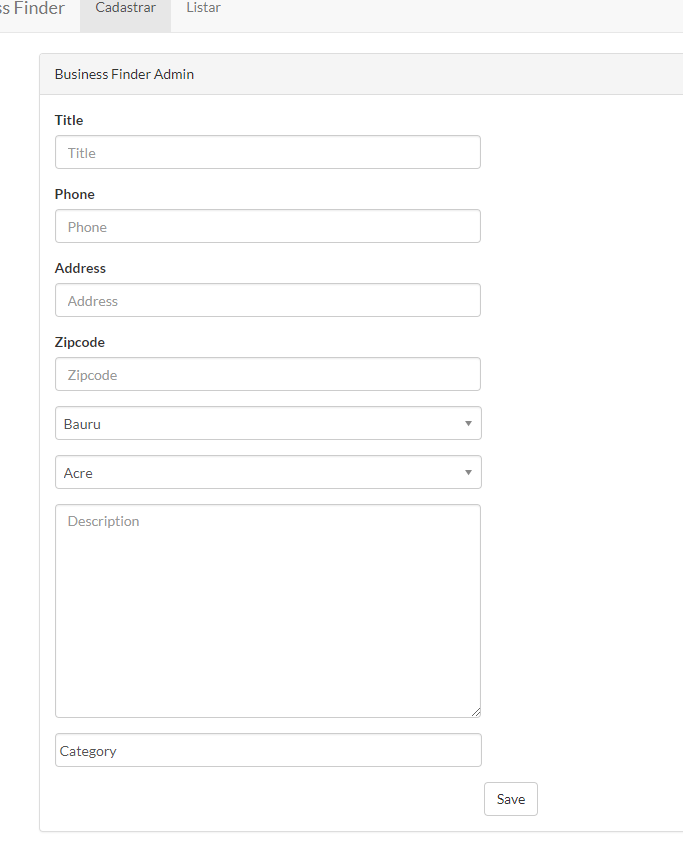 ss Finder Cadastrar Listar
Business Finder Admin
Title
Title
Phone
Phone
Address
Address
Zipcode
Zipcode
Bauru
Acre
Description
Category
Save